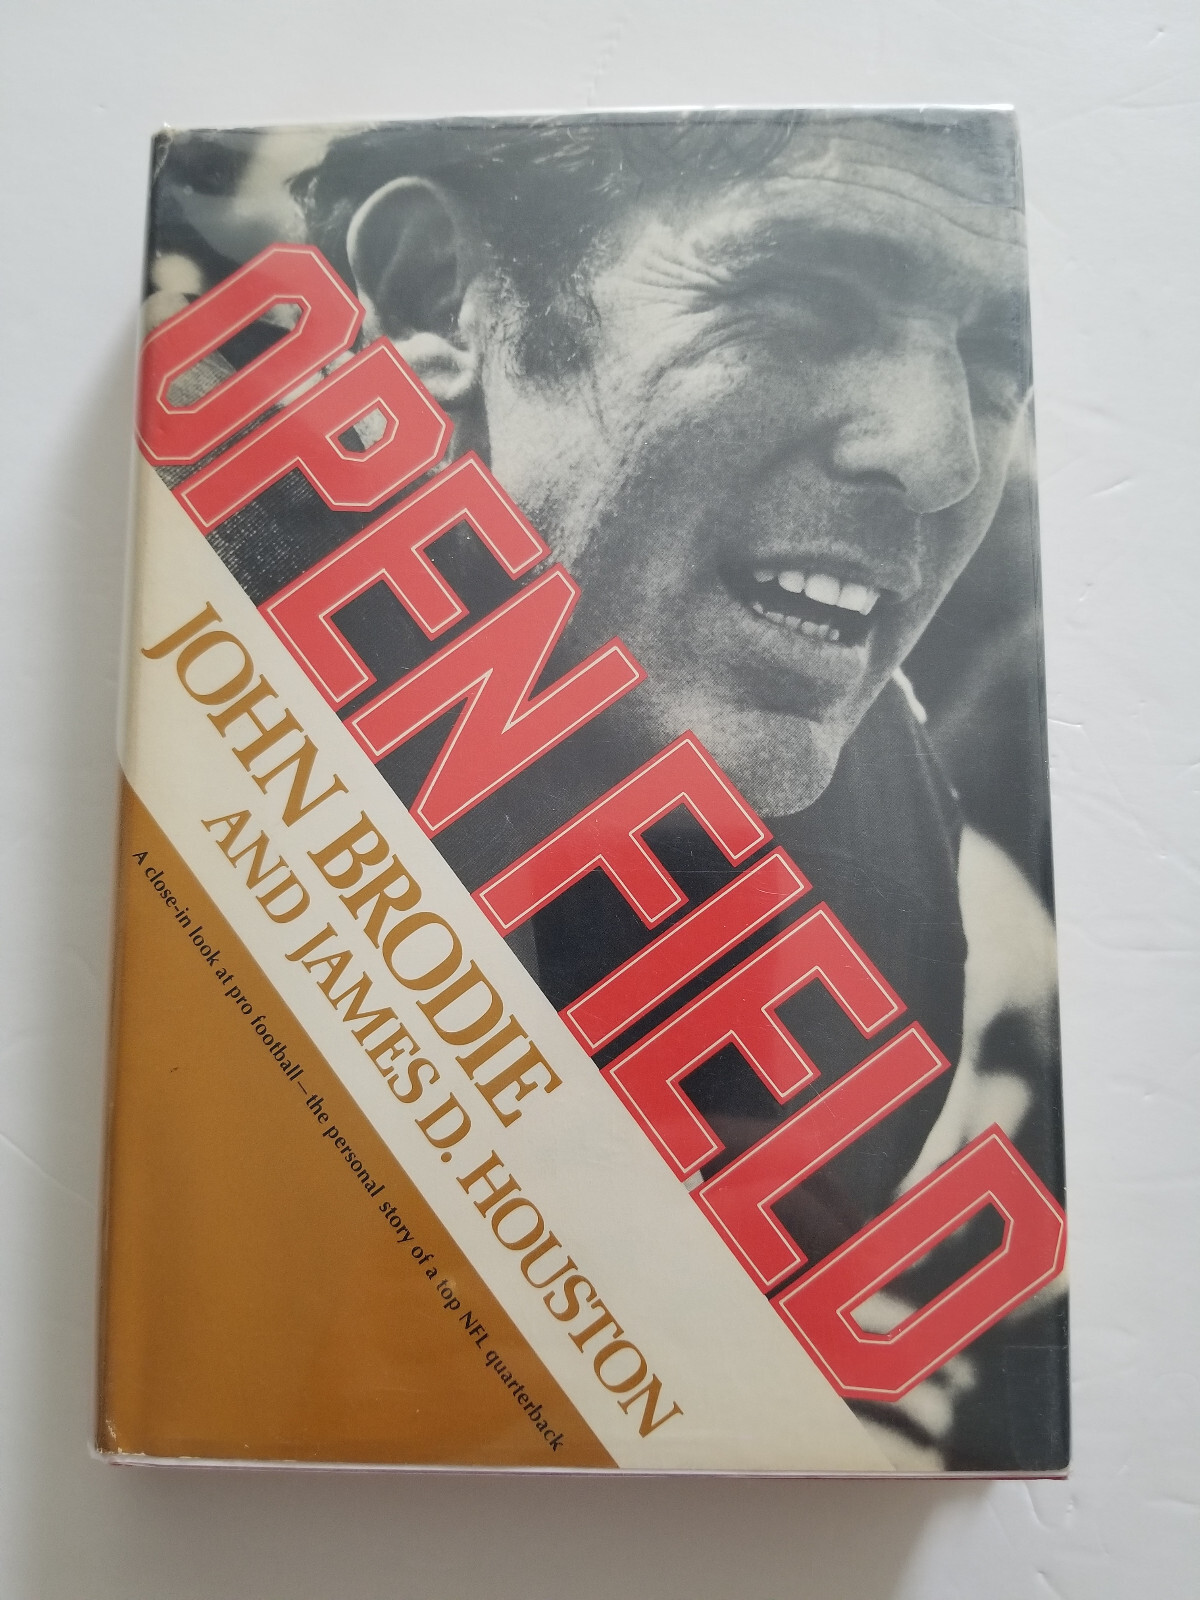 OPEN FIELD
JOHN BRODIE
AND JAMES D. HOUSTON
A close-in look at pro football—the personal story of a top NFL quarterback